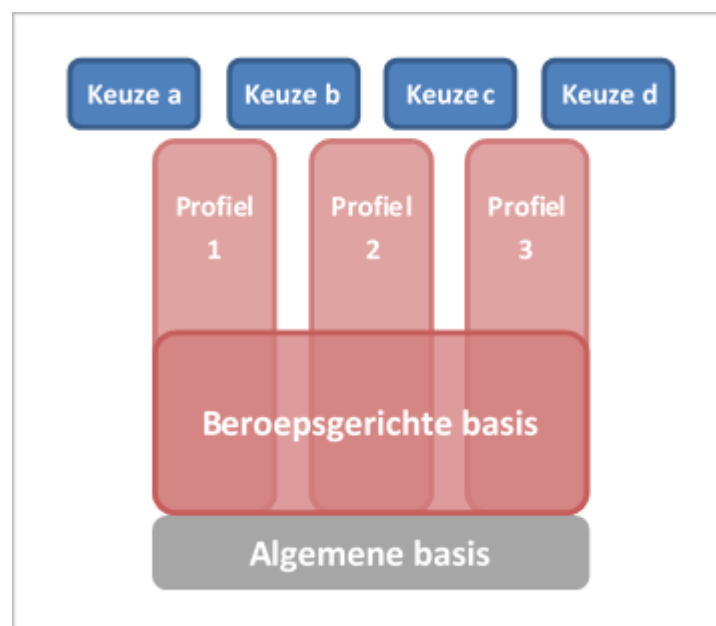 Keuze a
Keuze b
Keuze c
Keuze d
Profiel
1
Profiel
2
Profiel
3
Beroepsgerichte basis
Algemene basis